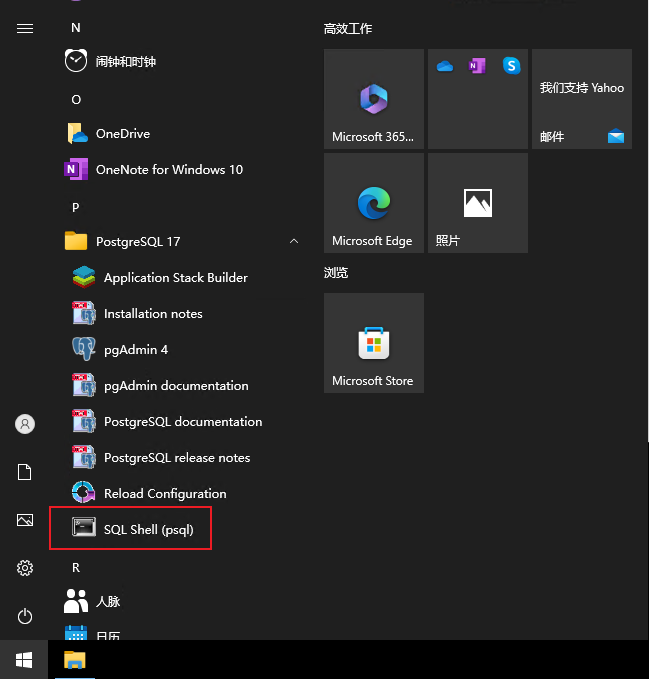 N
闹钟和时钟
O
OneDrive
OneNote for Windows 10
P
PostgreSQL 17
Application Stack Builder
Installation notes
pgAdmin 4
pgAdmin documentation
PostgreSQL documentation
PostgreSQL release notes
Reload Configuration
SQL Shell (psql)
R
人脉
日历
高效工作
Microsoft 365...
我们支持 Yahoo
邮件
Microsoft Edge
照片
浏览
Microsoft Store